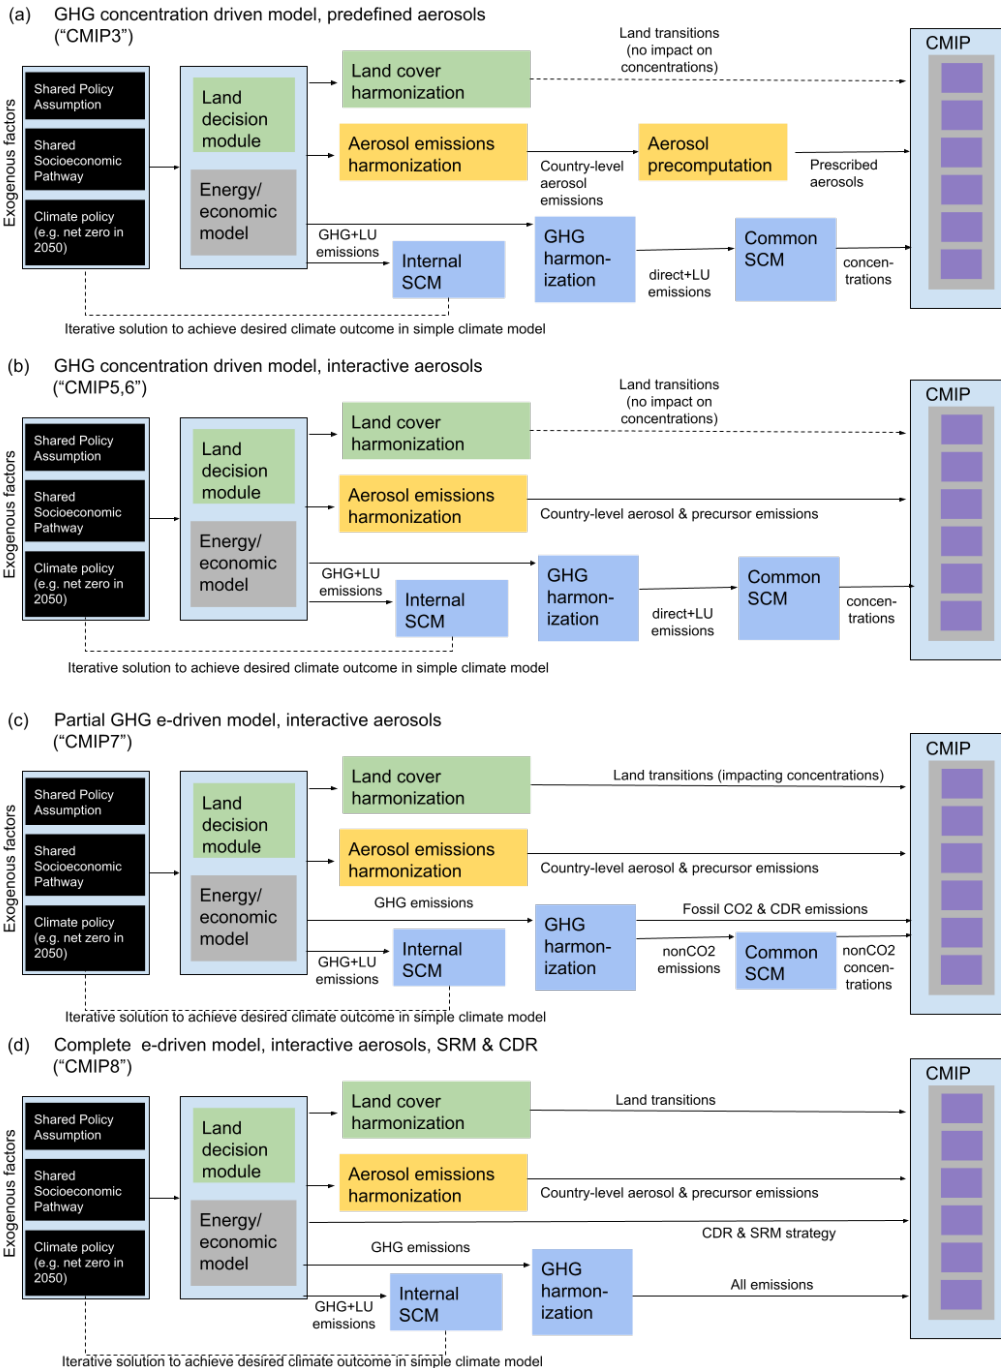 (a) GHG concentration driven model, predefined aerosols
("CMIP3")
Exogenous factors
Shared Policy
Assumption
Shared
Socioeconomic
Pathway
Climate policy
(e.g. net zero in
2050)
Land
decision
module
Energy/
economic
model
Land cover
harmonization
Land transitions
(no impact on
concentrations)
Aerosol emissions
harmonization
Country-level
aerosol
emissions
Aerosol
precomputation
Prescribed
aerosols
GHG+LU
emissions
Internal
SCM
GHG
harmon-
ization
direct+LU
emissions
Common
SCM
concen-
trations
CMIP
Iterative solution to achieve desired climate outcome in simple climate model
(b) GHG concentration driven model, interactive aerosols
("CMIP5,6")
Exogenous factors
Shared Policy
Assumption
Shared
Socioeconomic
Pathway
Climate policy
(e.g. net zero in
2050)
Land
decision
module
Energy/
economic
model
Land cover
harmonization
Land transitions
(no impact on
concentrations)
Aerosol emissions
harmonization
Country-level aerosol & precursor emissions
GHG+LU
emissions
Internal
SCM
GHG
harmon-
ization
direct+LU
emissions
Common
SCM
concen-
trations
CMIP
Iterative solution to achieve desired climate outcome in simple climate model
(c) Partial GHG e-driven model, interactive aerosols
("CMIP7")
Exogenous factors
Shared Policy
Assumption
Shared
Socioeconomic
Pathway
Climate policy
(e.g. net zero in
2050)
Land
decision
module
Energy/
economic
model
Land cover
harmonization
Land transitions (impacting concentrations)
Aerosol emissions
harmonization
Country-level aerosol & precursor emissions
GHG emissions
GHG+LU
emissions
Internal
SCM
GHG
harmon-
ization
Fossil CO2 & CDR emissions
nonCO2
emissions
Common
SCM
nonCO2
concen-
trations
CMIP
Iterative solution to achieve desired climate outcome in simple climate model
(d) Complete e-driven model, interactive aerosols, SRM & CDR
("CMIP8")
Exogenous factors
Shared Policy
Assumption
Shared
Socioeconomic
Pathway
Climate policy
(e.g. net zero in
2050)
Land
decision
module
Energy/
economic
model
Land cover
harmonization
Land transitions
Aerosol emissions
harmonization
Country-level aerosol & precursor emissions
CDR & SRM strategy
GHG emissions
GHG+LU
emissions
Internal
SCM
GHG
harmon-
ization
All emissions
CMIP
Iterative solution to achieve desired climate outcome in simple climate model